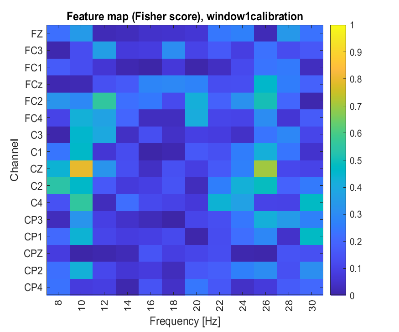 Feature map (Fisher score), window1calibration
FZ
FC3
FC1
FCz
FC2
FC4
C3
C1
CZ
C2
C4
CP3
CP1
CPZ
CP2
CP4
Channel
8 10 12 14 16 18 20 22 24 26 28 30
Frequency [Hz]
1
0.9
0.8
0.7
0.6
0.5
0.4
0.3
0.2
0.1
0